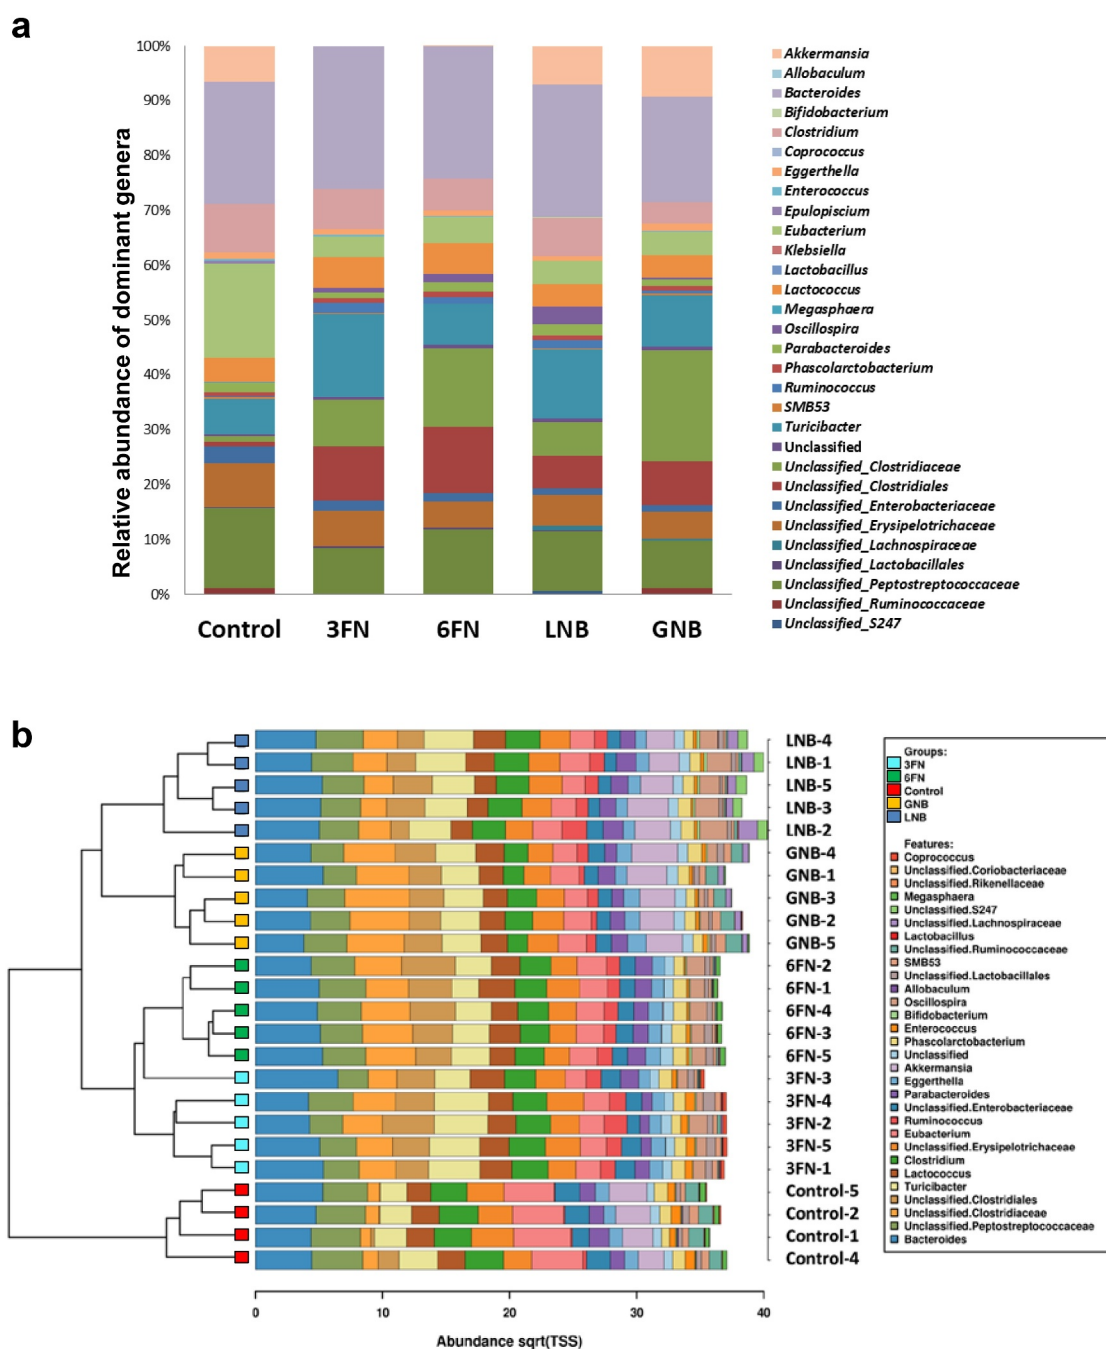 a
Relative abundance of dominant genera
100%
90%
80%
70%
60%
50%
40%
30%
20%
10%
0%
Control 3FN 6FN LNB GNB
Akkermansia
Allobaculum
Bacteroides
Bifidobacterium
Clostridium
Coprococcus
Eggerthella
Enterococcus
Epulopiscium
Eubacterium
Klebsiella
Lactobacillus
Lactococcus
Megasphaera
Oscillospira
Parabacteroides
Phascolarctobacterium
Ruminococcus
SMB53
Turicibacter
Unclassified
Unclassified_Clostridiaceae
Unclassified_Clostridiales
Unclassified_Enterobacteriaceae
Unclassified_Erysipelotrichaceae
Unclassified_Lachnospiraceae
Unclassified_Lactobacillales
Unclassified_Peptostreptococcaceae
Unclassified_Ruminococcaceae
Unclassified_S247
b
LNB-4
LNB-1
LNB-5
LNB-3
LNB-2
GNB-4
GNB-1
GNB-3
GNB-2
GNB-5
6FN-2
6FN-1
6FN-4
6FN-3
6FN-5
3FN-3
3FN-4
3FN-2
3FN-5
3FN-1
Control-5
Control-2
Control-1
Control-4
0 10 20 30 40
Abundance sqrt(TSS)
Groups:
3FN
6FN
Control
GNB
LNB
Features:
Coprococcus
Unclassified.Coriobacteriaceae
Unclassified.Rikenellaceae
Megasphaera
Unclassified.S247
Unclassified.Lachnospiraceae
Lactobacillus
Unclassified.Ruminococcaceae
SMB53
Unclassified.Lactobacillales
Allobaculum
Oscillospira
Bifidobacterium
Enterococcus
Phascolarctobacterium
Unclassified
Akkermansia
Eggerthella
Parabacteroides
Unclassified.Enterobacteriaceae
Ruminococcus
Eubacterium
Unclassified.Erysipelotrichaceae
Clostridium
Lactococcus
Turicibacter
Unclassified.Clostridiales
Unclassified.Clostridiaceae
Unclassified.Peptostreptococcaceae
Bacteroides